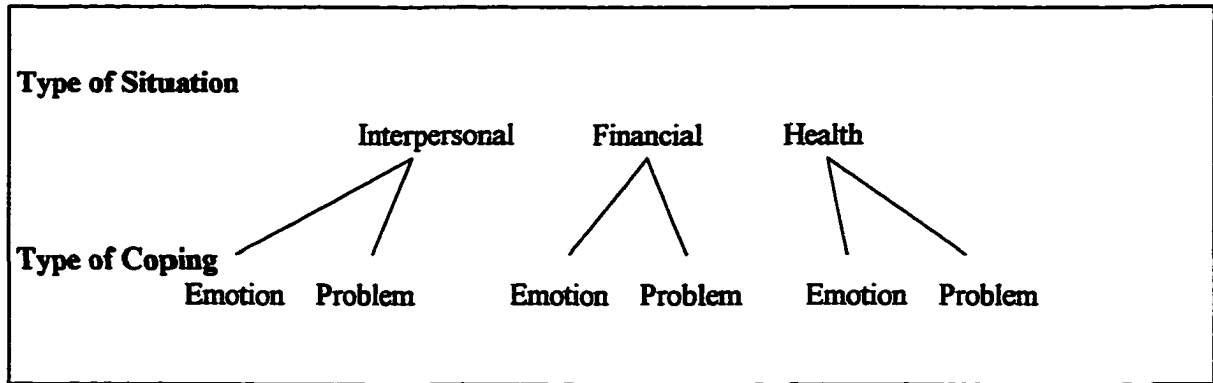 Type of Situation
Interpersonal Financial Health
Type of Coping
Emotion Problem Emotion Problem Emotion Problem